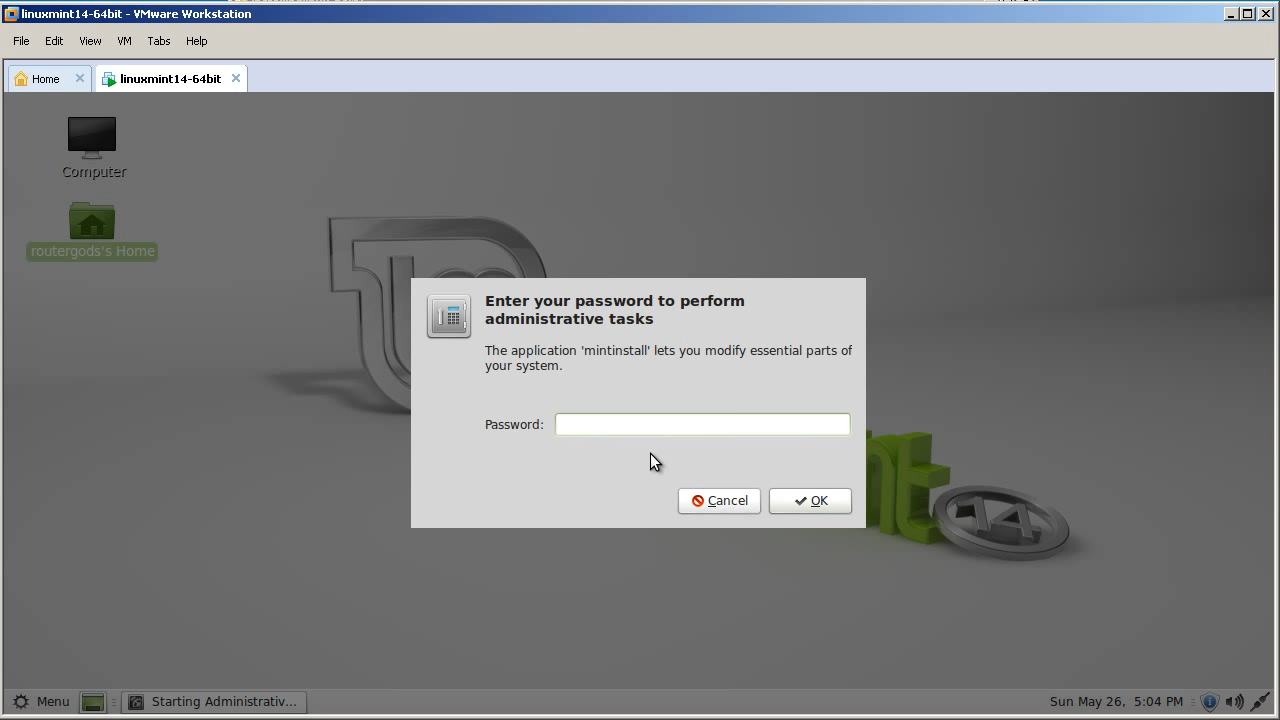 linuxmint14-64bit - VMware Workstation
File Edit View VM Tabs Help
Home
linuxmint14-64bit
Computer
routergods's Home
Enter your password to perform
administrative tasks
The application 'mintinstall' lets you modify essential parts of
your system.
Password:
Cancel
OK
14
Menu
Starting Administrativ...
Sun May 26, 5:04 PM